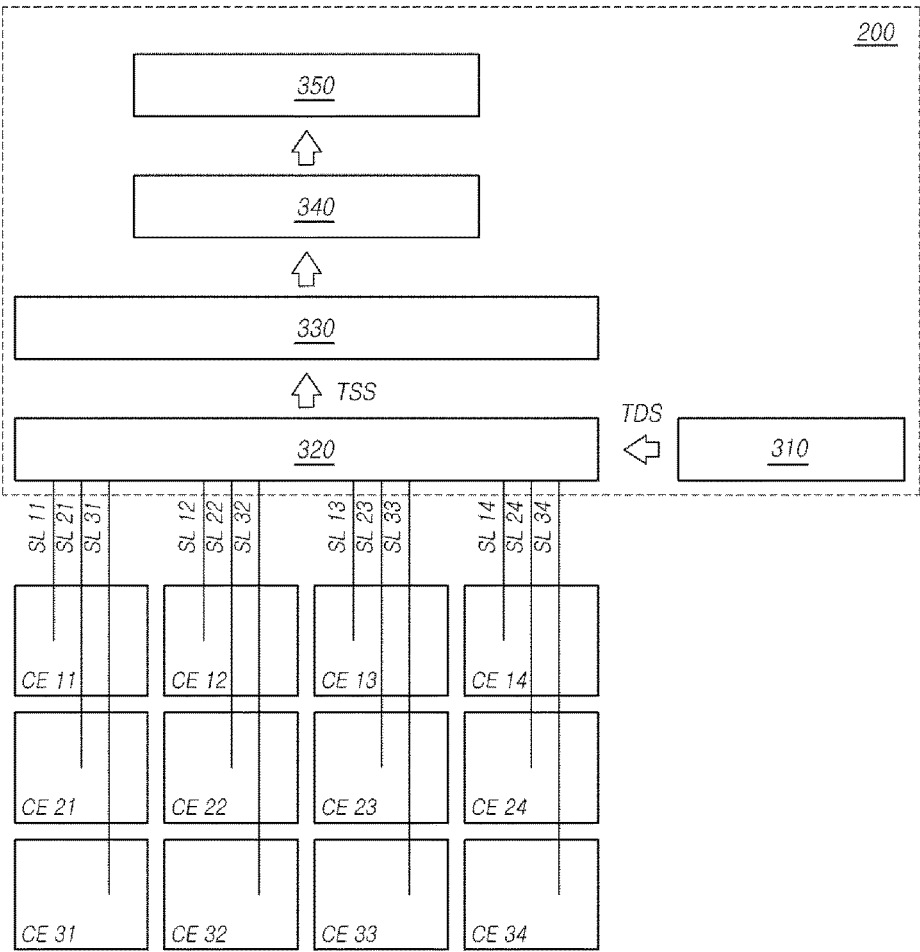 200
350
340
330
TSS
TDS
320
310
SL 11
SL 21
SL 31
SL 12
SL 22
SL 32
SL 13
SL 23
SL 33
SL 14
SL 24
SL 34
CE 11
CE 12
CE 13
CE 14
CE 21
CE 22
CE 23
CE 24
CE 31
CE 32
CE 33
CE 34